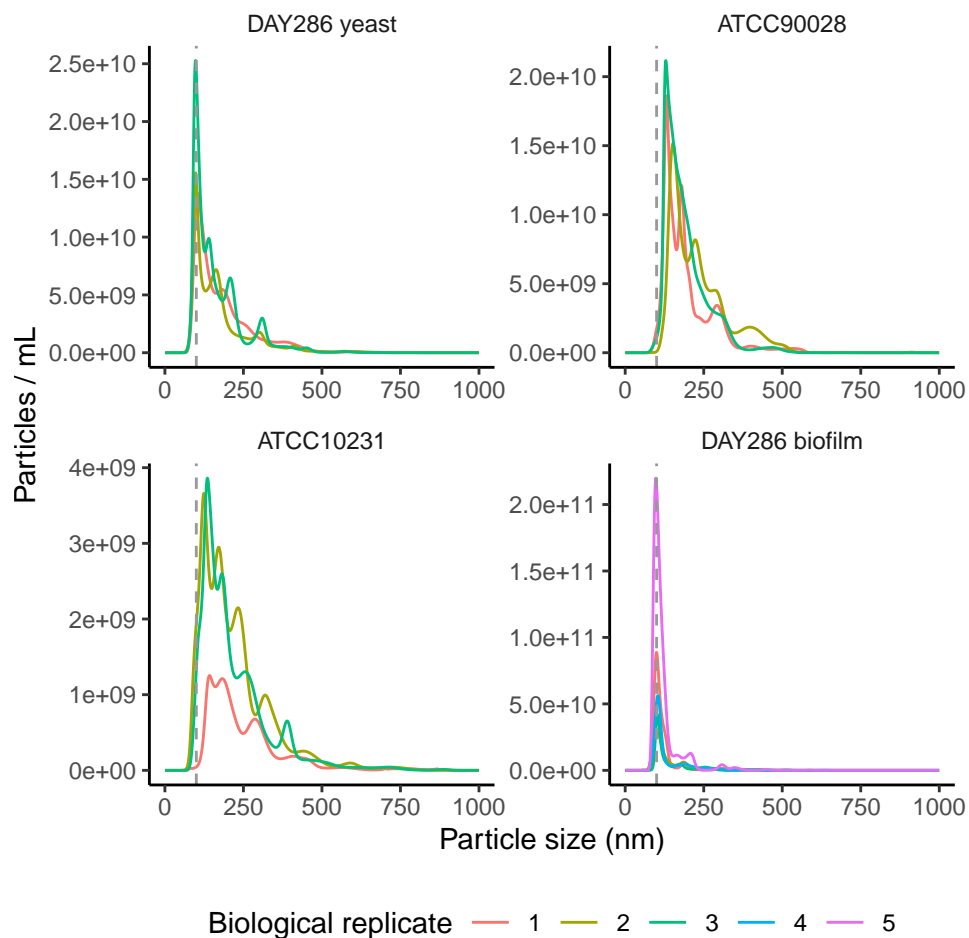 DAY286 yeast
ATCC90028
2.5e+10
2.0e+10
1.5e+10
1.0e+10
5.0e+09
0.0e+00
0 250 500 750 1000
2.0e+10
1.5e+10
1.0e+10
5.0e+09
0.0e+00
0 250 500 750 1000
Particles / mL
ATCC10231
DAY286 biofilm
4e+09
3e+09
2e+09
1e+09
0e+00
0 250 500 750 1000
2.0e+11
1.5e+11
1.0e+11
5.0e+10
0.0e+00
0 250 500 750 1000
Particle size (nm)
Biological replicate 1 2 3 4 5